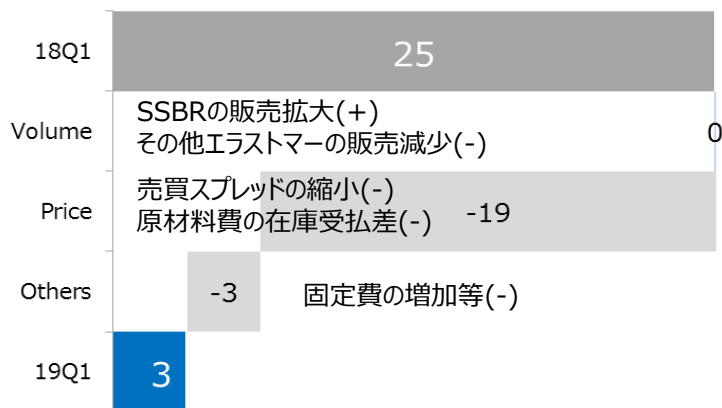 18Q1
25
Volume
SSBRの販売拡大(+)
その他エラストマーの販売減少(-)
0
Price
売買スプレッドの縮小(-)
原材料費の在庫受払差(-)
-19
Others
-3
固定費の増加等(-)
19Q1
3